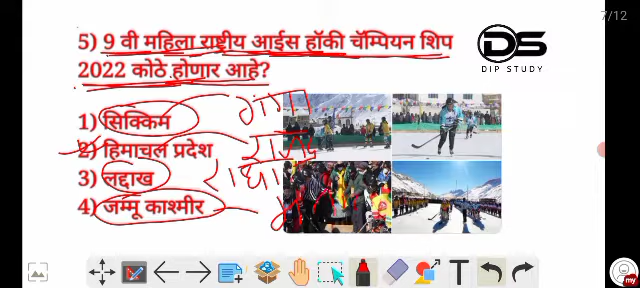 7/12
5) 9 वी महिला राष्ट्रीय आईस हॉकी चॅम्पियन शिप
2022 कोठे होणार आहे?
DS
DIP STUDY
1) सिक्किम
2) हिमाचल प्रदेश
3) लद्दाख
4) जम्मू काश्मीर
T
my